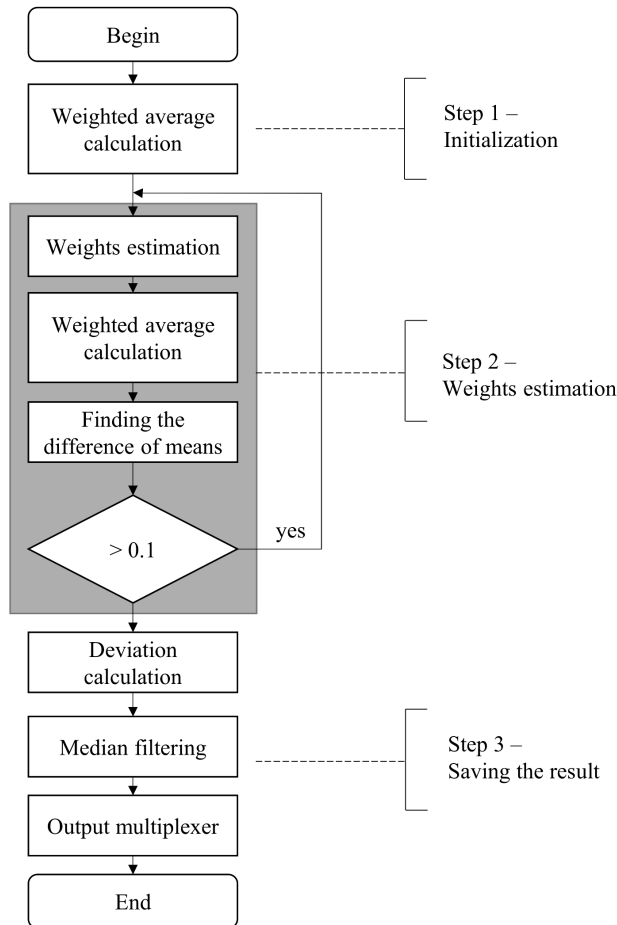 Begin
Weighted average
calculation
Step 1 –
Initialization
Weights estimation
Weighted average
calculation
Step 2 –
Weights estimation
Finding the
difference of means
> 0.1
yes
Deviation
calculation
Median filtering
Step 3 –
Saving the result
Output multiplexer
End